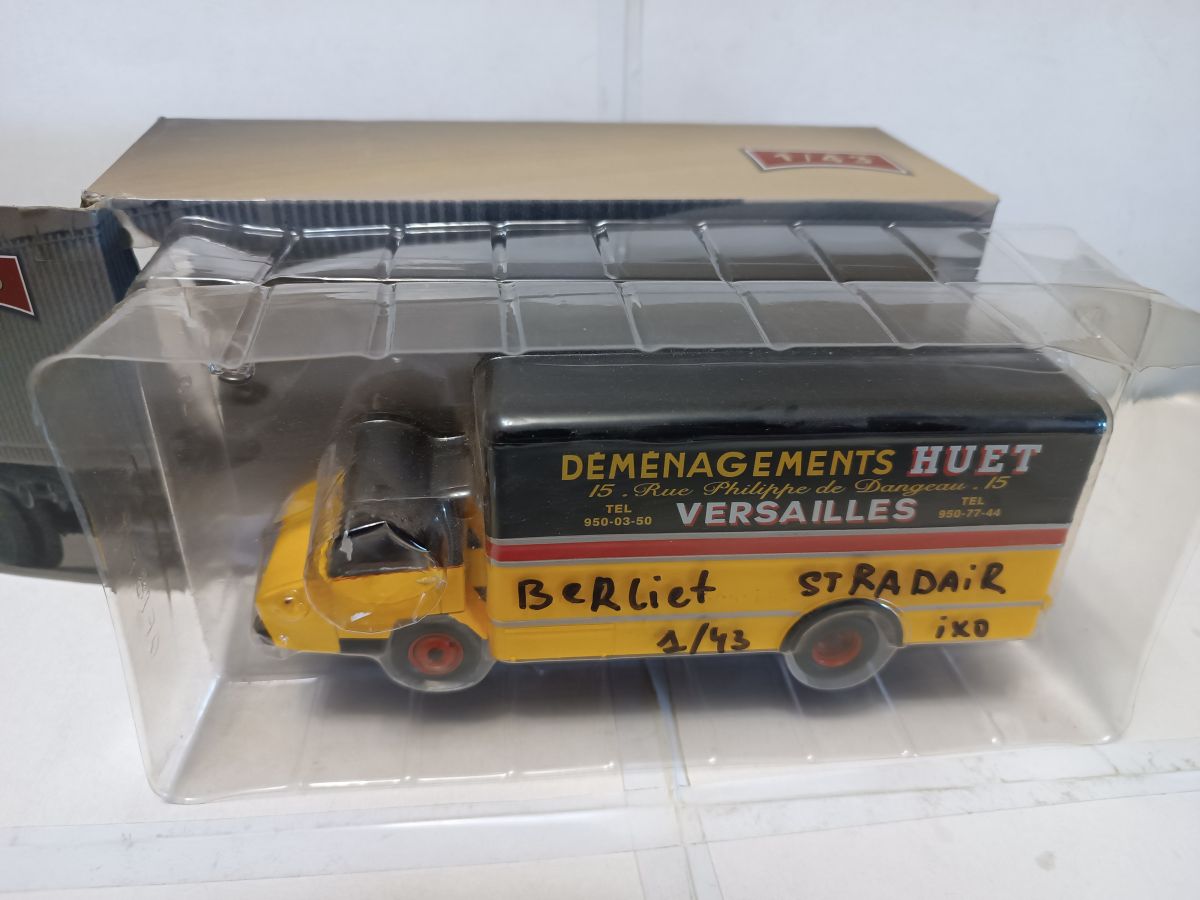 1/43
DÉMÉNAGEMENTS HUET
15 . Rue Philippe de Dangeau . 15
TEL 950-03-50 VERSAILLES TEL 950-77-44
BeRliet STRADAiR
1/43 ixo